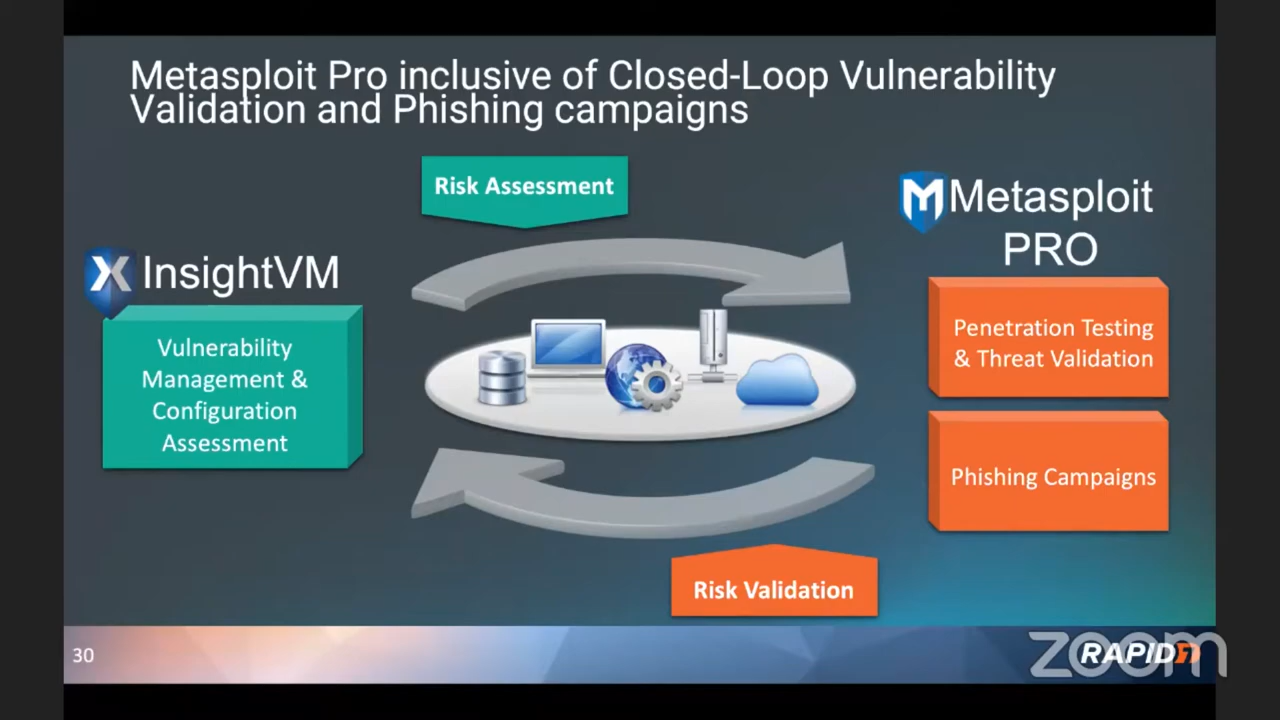 Metasploit Pro inclusive of Closed-Loop Vulnerability
Validation and Phishing campaigns
Risk Assessment
Metasploit
PRO
InsightVM
Vulnerability
Management &
Configuration
Assessment
Penetration Testing
& Threat Validation
Phishing Campaigns
Risk Validation
30
RAPID7
zoom